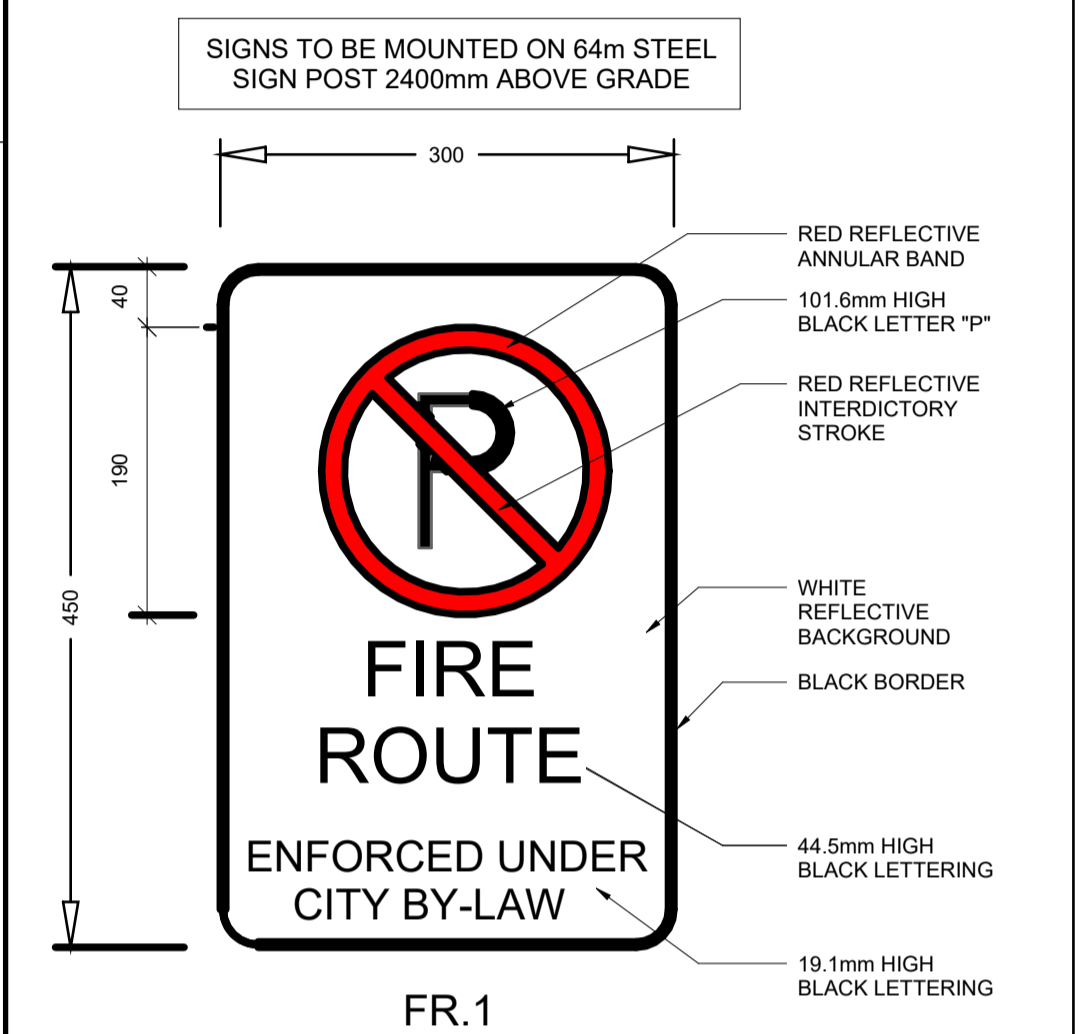 SIGNS TO BE MOUNTED ON 64m STEEL
SIGN POST 2400mm ABOVE GRADE
300
RED REFLECTIVE
ANNULAR BAND
40
101.6mm HIGH
BLACK LETTER "P"
RED REFLECTIVE
INTERDICTORY
STROKE
P
190
450
WHITE
REFLECTIVE
BACKGROUND
BLACK BORDER
FIRE
ROUTE
44.5mm HIGH
BLACK LETTERING
ENFORCED UNDER
CITY BY-LAW
19.1mm HIGH
BLACK LETTERING
FR.1